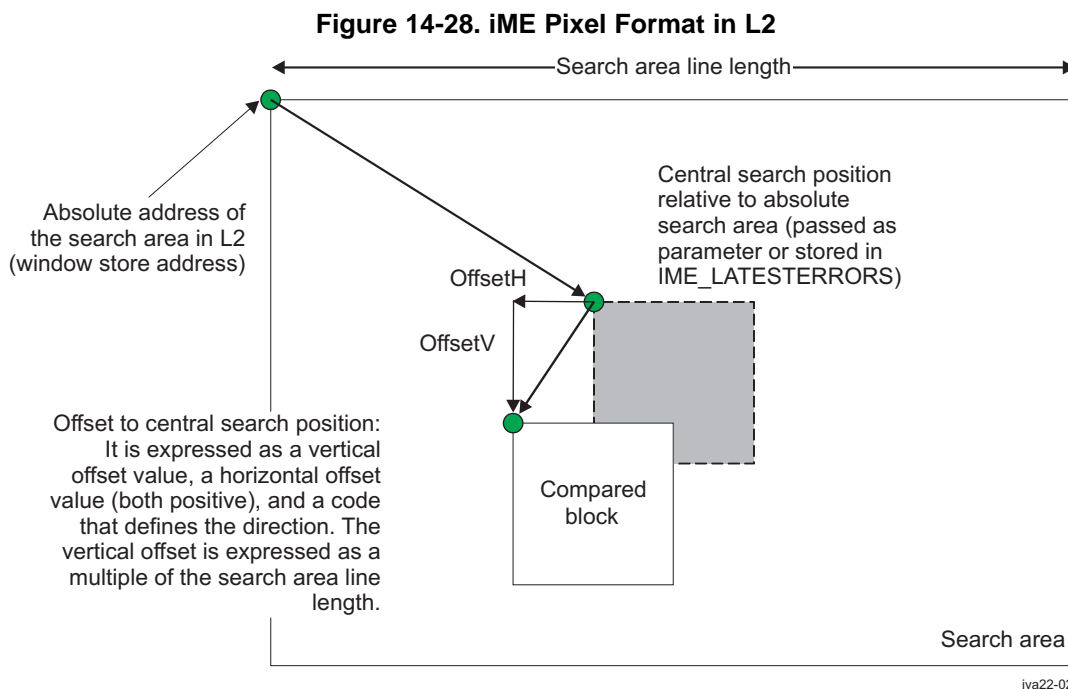 Figure 14-28. iME Pixel Format in L2
Search area line length
Absolute address of
the search area in L2
(window store address)
Central search position
relative to absolute
search area (passed as
parameter or stored in
IME_LATESTERRORS)
OffsetH
OffsetV
Offset to central search position:
It is expressed as a vertical
offset value, a horizontal offset
value (both positive), and a code
that defines the direction. The
vertical offset is expressed as a
multiple of the search area line
length.
Compared
block
Search area
iva22-02